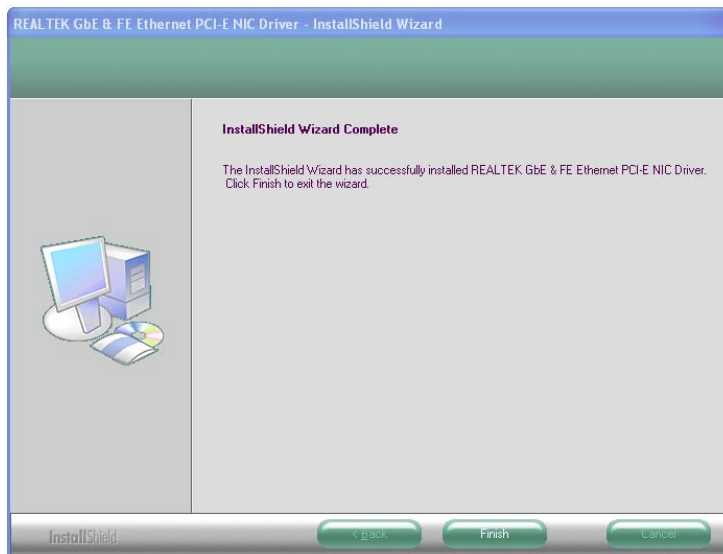 REALTEK GbE & FE Ethernet PCI-E NIC Driver - InstallShield Wizard
InstallShield Wizard Complete
The InstallShield Wizard has successfully installed REALTEK GbE & FE Ethernet PCI-E NIC Driver.
Click Finish to exit the wizard.
InstallShield
< Back
Finish
Cancel